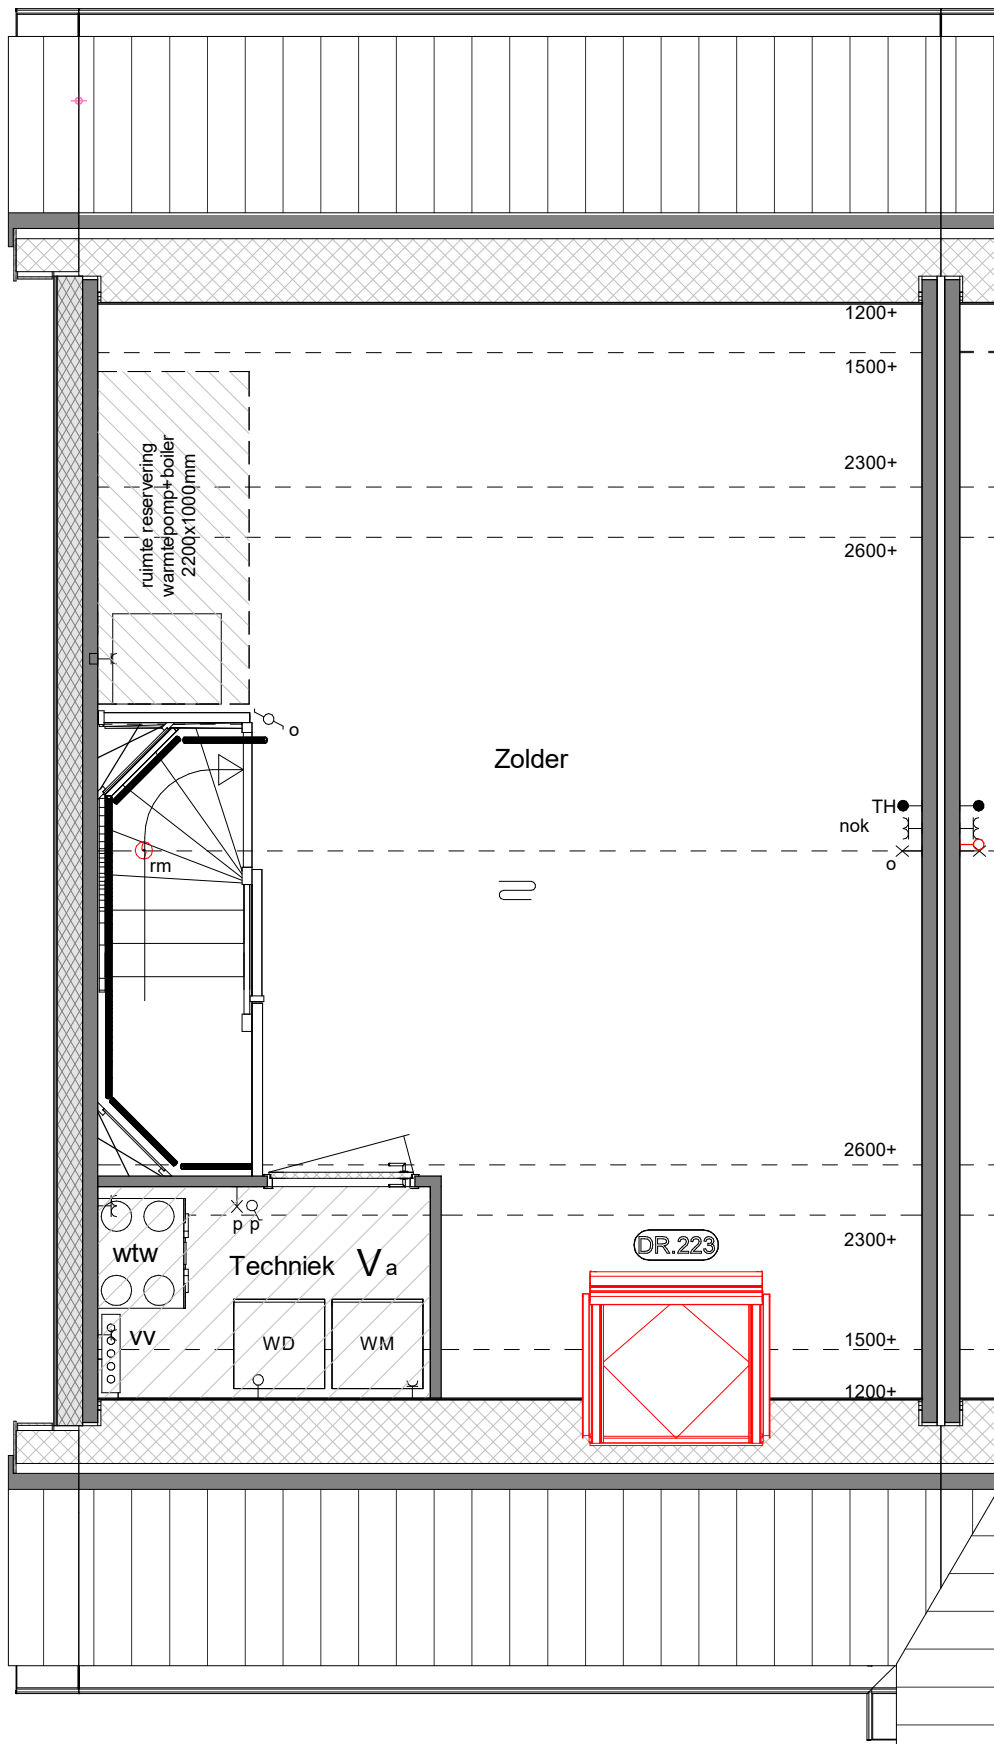 1200+
1500+
2300+
2600+
ruimte reservering
warmtepomp+boiler
2200x1000mm
o
Zolder
TH
nok
o
rm
2600+
p p
wtw
Techniek Va
DR.223
2300+
vv
WD
WM
1500+
1200+